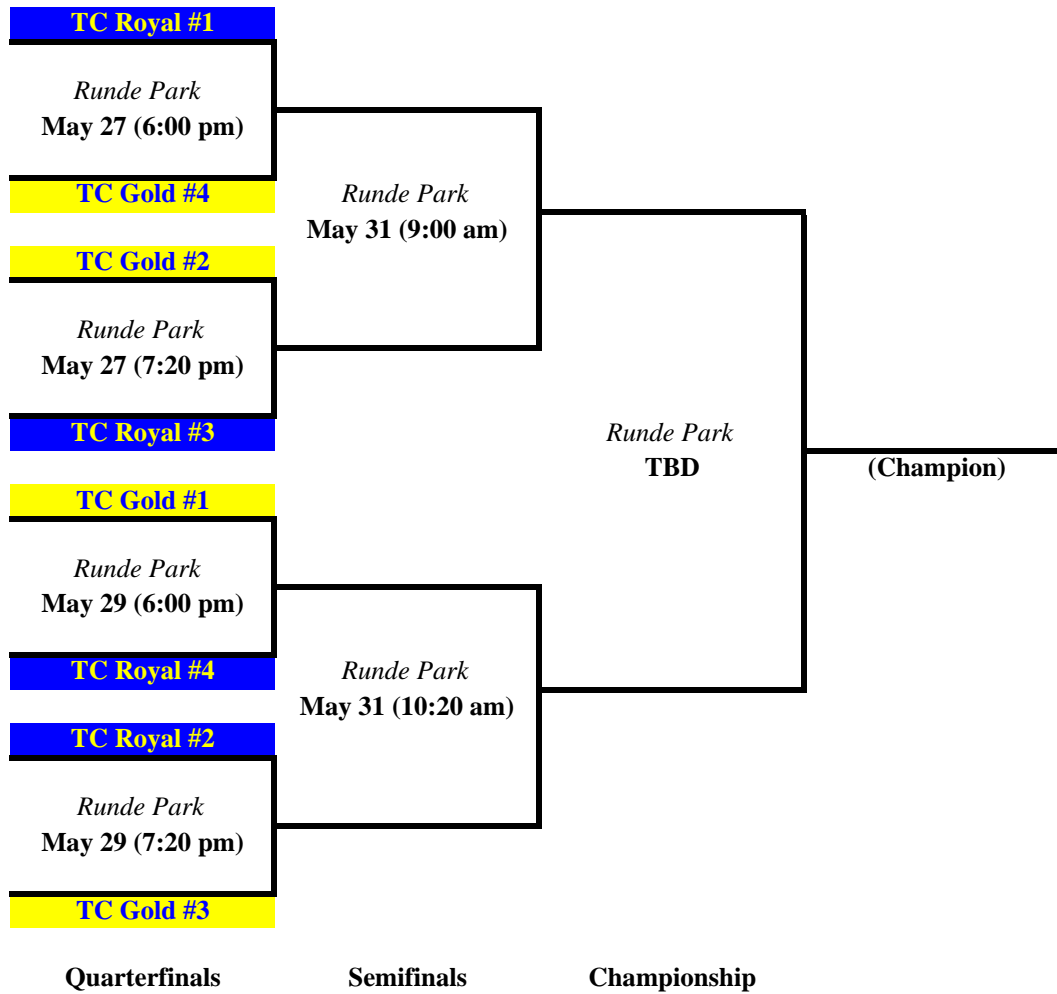 TC Royal #1
Runde Park
May 27 (6:00 pm)
TC Gold #4
TC Gold #2
Runde Park
May 27 (7:20 pm)
TC Royal #3
TC Gold #1
Runde Park
May 29 (6:00 pm)
TC Royal #4
TC Royal #2
Runde Park
May 29 (7:20 pm)
TC Gold #3
Runde Park
May 31 (9:00 am)
Runde Park
May 31 (10:20 am)
Runde Park
TBD
(Champion)
Quarterfinals
Semifinals
Championship